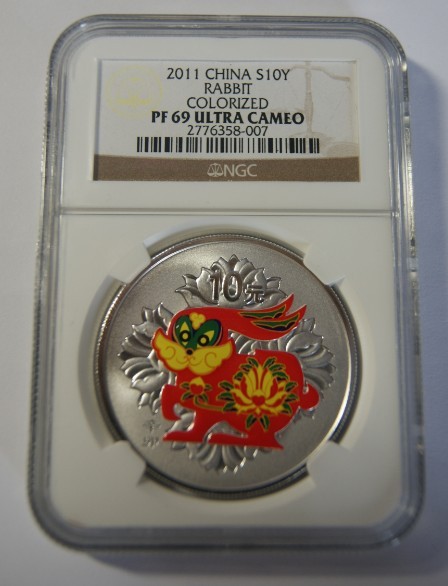 2011 CHINA S10Y
RABBIT
COLORIZED
PF 69 ULTRA CAMEO
2776358-007
NGC
10元